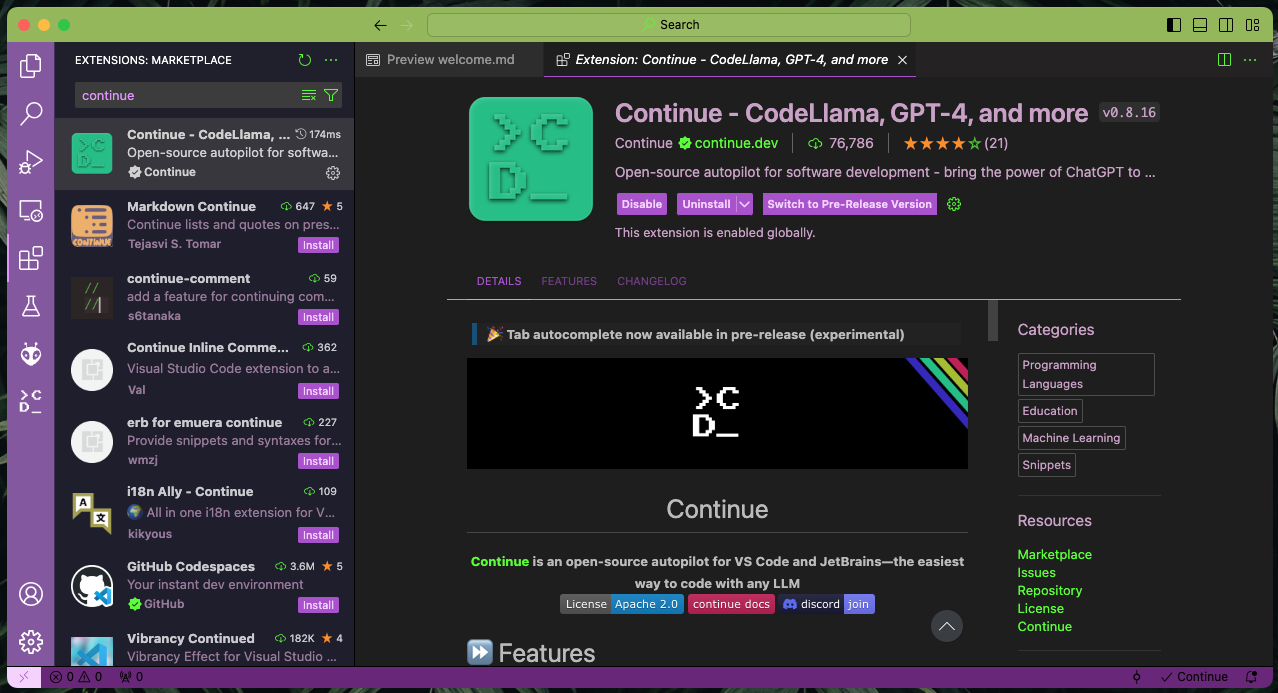 Search
EXTENSIONS: MARKETPLACE
continue
Continue - CodeLlama, ... 174ms
Open-source autopilot for softwa...
Continue
Markdown Continue 647 5
Continue lists and quotes on pres...
Tejasvi S. Tomar Install
continue-comment 59
add a feature for continuing com...
s6tanaka Install
Continue Inline Comme... 362
Visual Studio Code extension to a...
Val Install
erb for emuera continue 227
Provide snippets and syntaxes for...
wmzj Install
i18n Ally - Continue 109
All in one i18n extension for V...
kikyous Install
GitHub Codespaces 3.6M 5
Your instant dev environment
GitHub Install
Vibrancy Continued 182K 4
Vibrancy Effect for Visual Studio ...
CONTINUE
//
//
A
文
>C
D_
Preview welcome.md
Extension: Continue - CodeLlama, GPT-4, and more
>C
D_
Continue - CodeLlama, GPT-4, and more v0.8.16
Continue continue.dev 76,786 (21)
Open-source autopilot for software development - bring the power of ChatGPT to ...
Disable Uninstall Switch to Pre-Release Version
This extension is enabled globally.
DETAILS FEATURES CHANGELOG
Tab autocomplete now available in pre-release (experimental)
>C
D_
Continue
Continue is an open-source autopilot for VS Code and JetBrains—the easiest
way to code with any LLM
License Apache 2.0 continue docs discord join
Features
Categories
Programming
Languages
Education
Machine Learning
Snippets
Resources
Marketplace
Issues
Repository
License
Continue
0 0 0 Continue